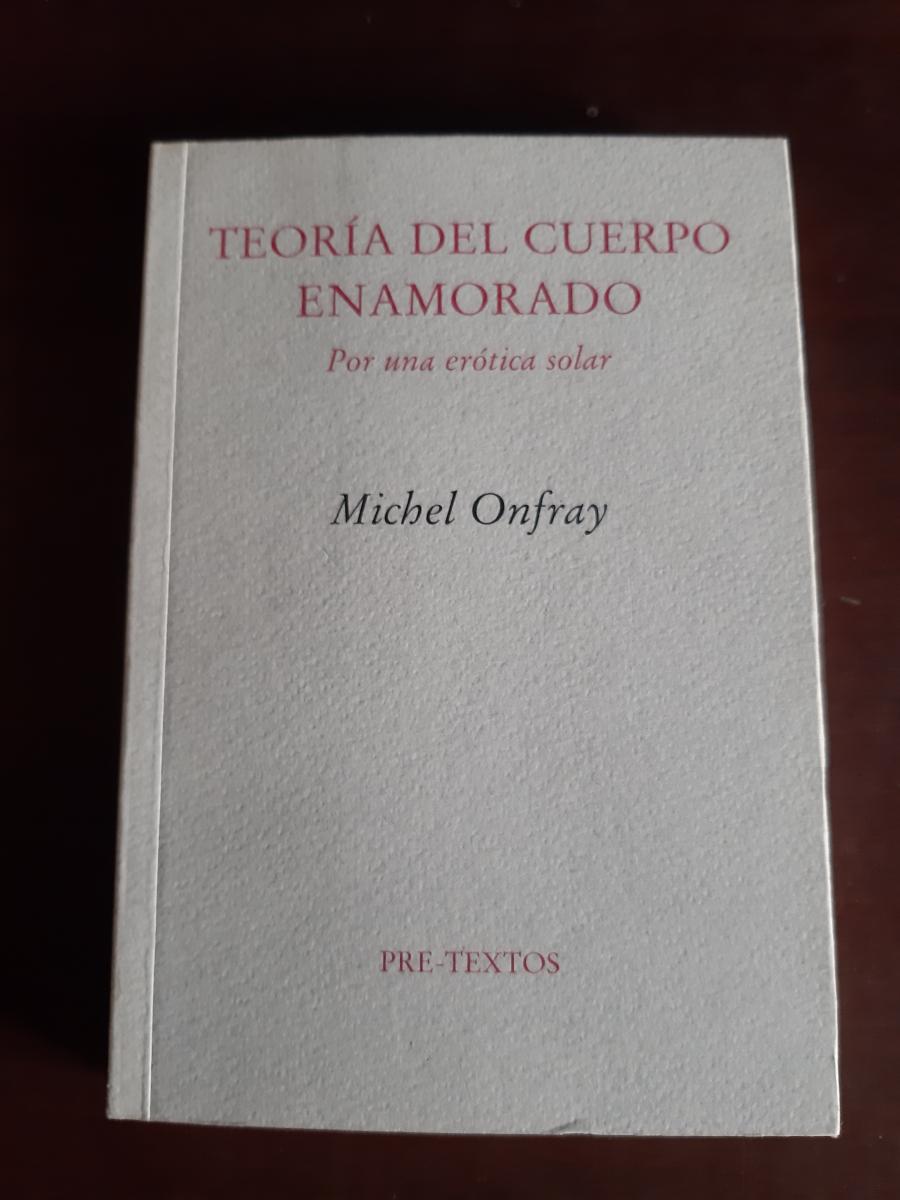 TEORÍA DEL CUERPO
ENAMORADO
Por una erótica solar
Michel Onfray
PRE-TEXTOS